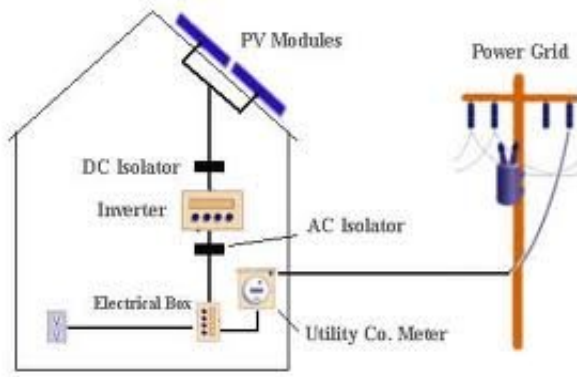 PV Modules
Power Grid
DC Isolator
Inverter
AC Isolator
Electrical Box
Utility Co. Meter